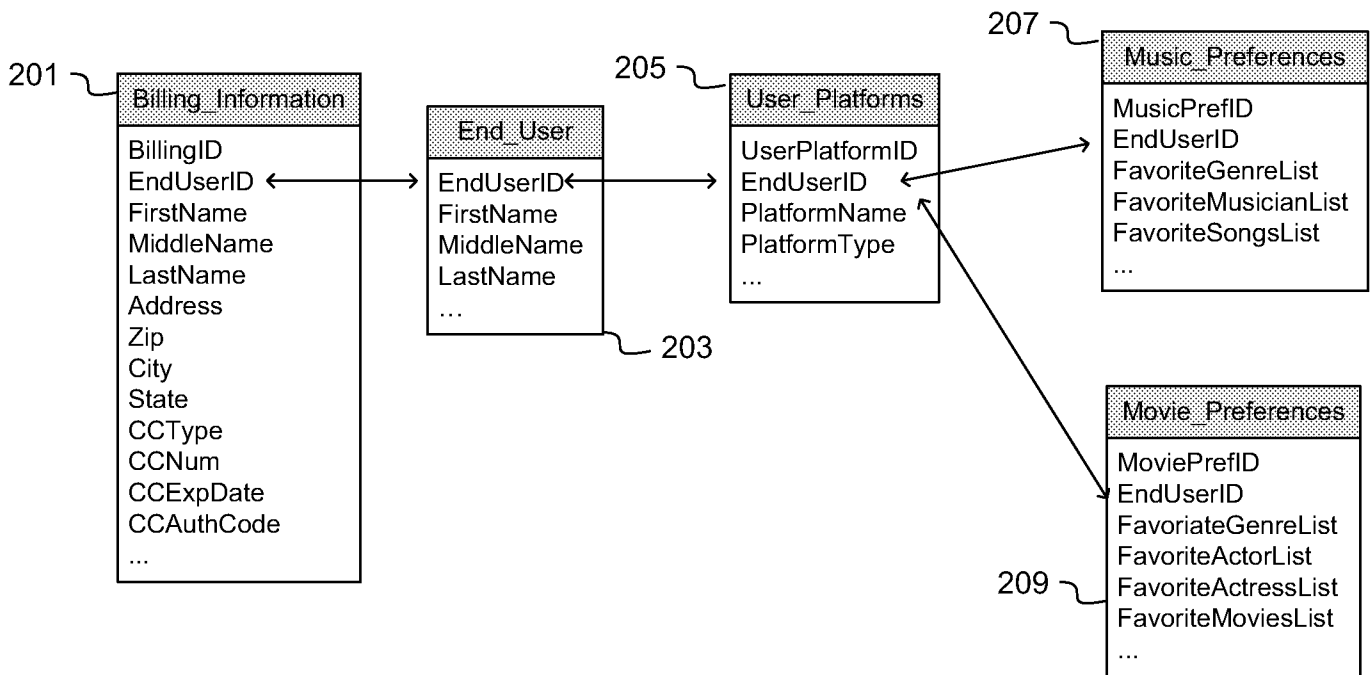 201
Billing_Information
BillingID
EndUserID
FirstName
MiddleName
LastName
Address
Zip
City
State
CCType
CCNum
CCExpDate
CCAuthCode
...
End_User
EndUserID
FirstName
MiddleName
LastName
...
203
205
User_Platforms
UserPlatformID
EndUserID
PlatformName
PlatformType
...
207
Music_Preferences
MusicPrefID
EndUserID
FavoriteGenreList
FavoriteMusicianList
FavoriteSongsList
...
Movie_Preferences
MoviePrefID
EndUserID
FavoriateGenreList
FavoriteActorList
FavoriteActressList
FavoriteMoviesList
...
209